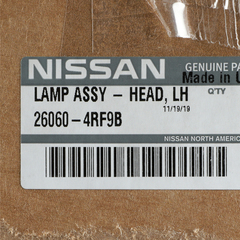 NISSAN
GENUINE PA
Made in U
LAMP ASSY – HEAD, LH
Q'TY
11/19/19
26060–4RF9B
NISSAN NORTH AMERIC